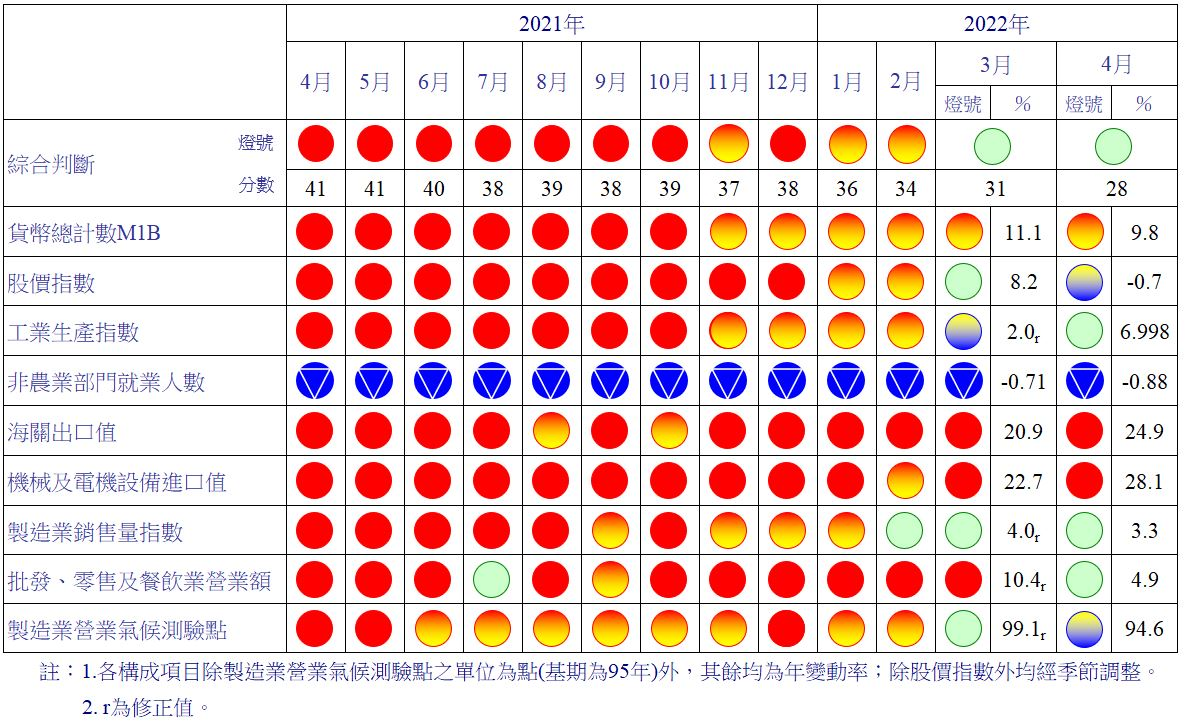 2021年 2022年
4月 5月 6月 7月 8月 9月 10月 11月 12月 1月 2月 3月 4月
燈號 % 燈號 %
綜合判斷 燈號
分數 41 41 40 38 39 38 39 37 38 36 34 31 28
貨幣總計數M1B 11.1 9.8
股價指數 8.2 -0.7
工業生產指數 2.0r 6.998
非農業部門就業人數 -0.71 -0.88
海關出口值 20.9 24.9
機械及電機設備進口值 22.7 28.1
製造業銷售量指數 4.0r 3.3
批發、零售及餐飲業營業額 10.4r 4.9
製造業營業氣候測驗點 99.1r 94.6
註：1.各構成項目除製造業營業氣候測驗點之單位為點(基期為95年)外，其餘均為年變動率；除股價指數外均經季節調整。
2. r為修正值。